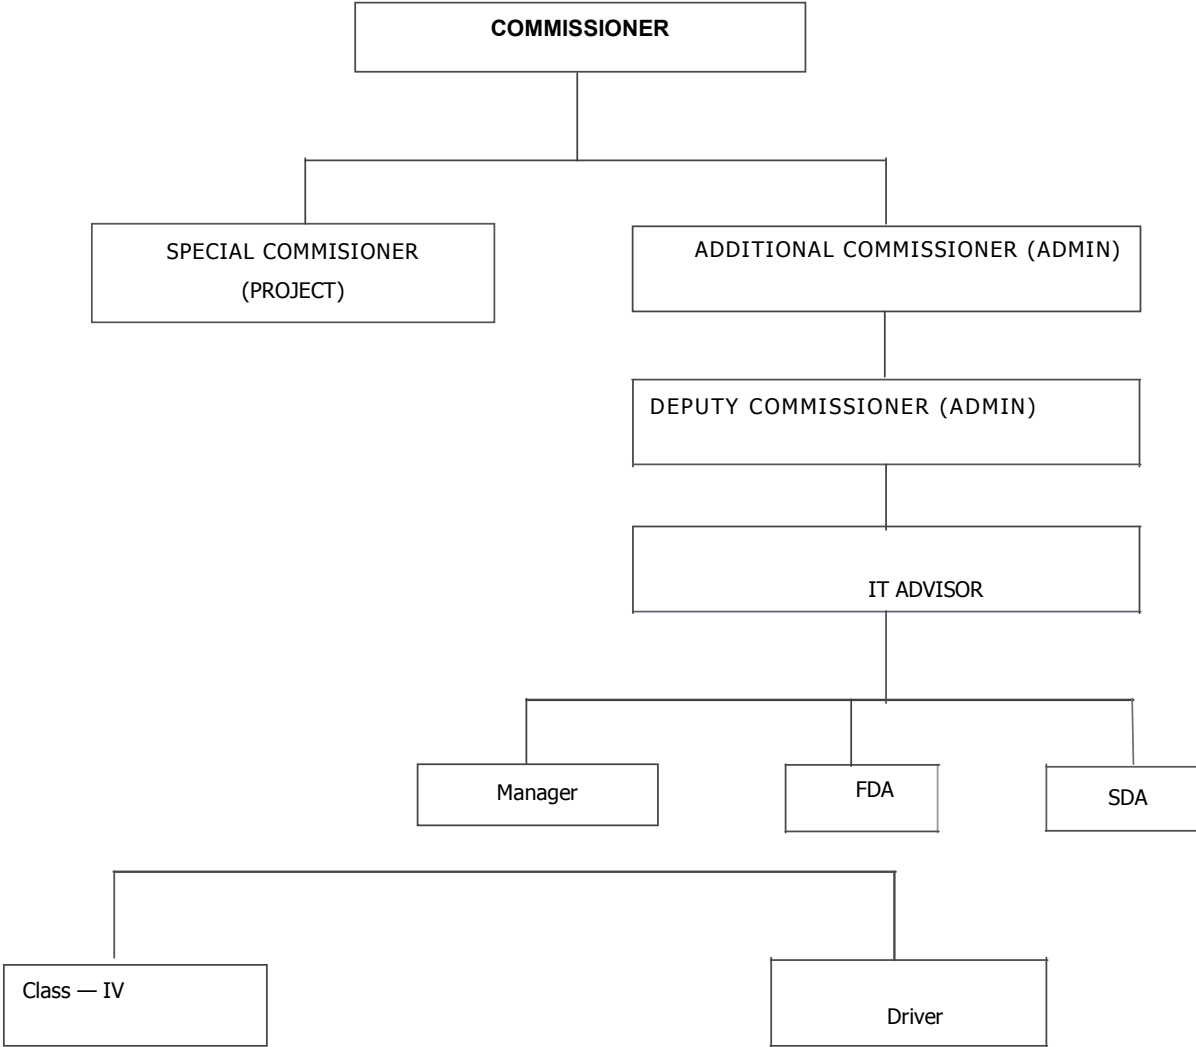 COMMISSIONER
SPECIAL COMMISIONER
(PROJECT)
ADDITIONAL COMMISSIONER (ADMIN)
DEPUTY COMMISSIONER (ADMIN)
IT ADVISOR
Manager
FDA
SDA
Class — IV
Driver